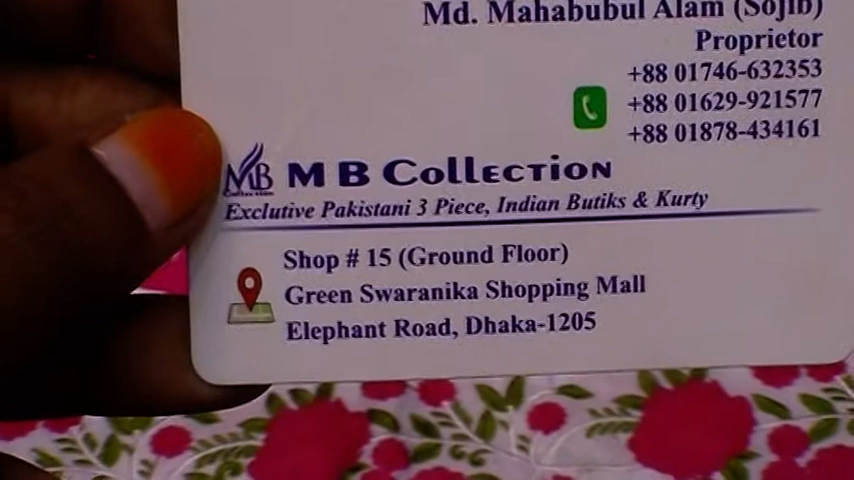 Md. Mahabubul Alam (Sojib)
Proprietor
+88 01746-632353
+88 01629-921577
+88 01878-434161
MB
M B Collection
Exclutive Pakistani 3 Piece, Indian Butiks & Kurty
Shop # 15 (Ground Floor)
Green Swaranika Shopping Mall
Elephant Road, Dhaka-1205